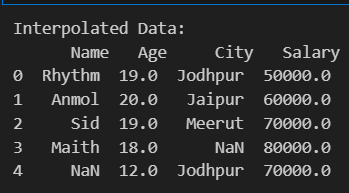 Interpolated Data:
Name Age City Salary
0 Rhythm 19.0 Jodhpur 50000.0
1 Anmol 20.0 Jaipur 60000.0
2 Sid 19.0 Meerut 70000.0
3 Maith 18.0 NaN 80000.0
4 NaN 12.0 Jodhpur 70000.0